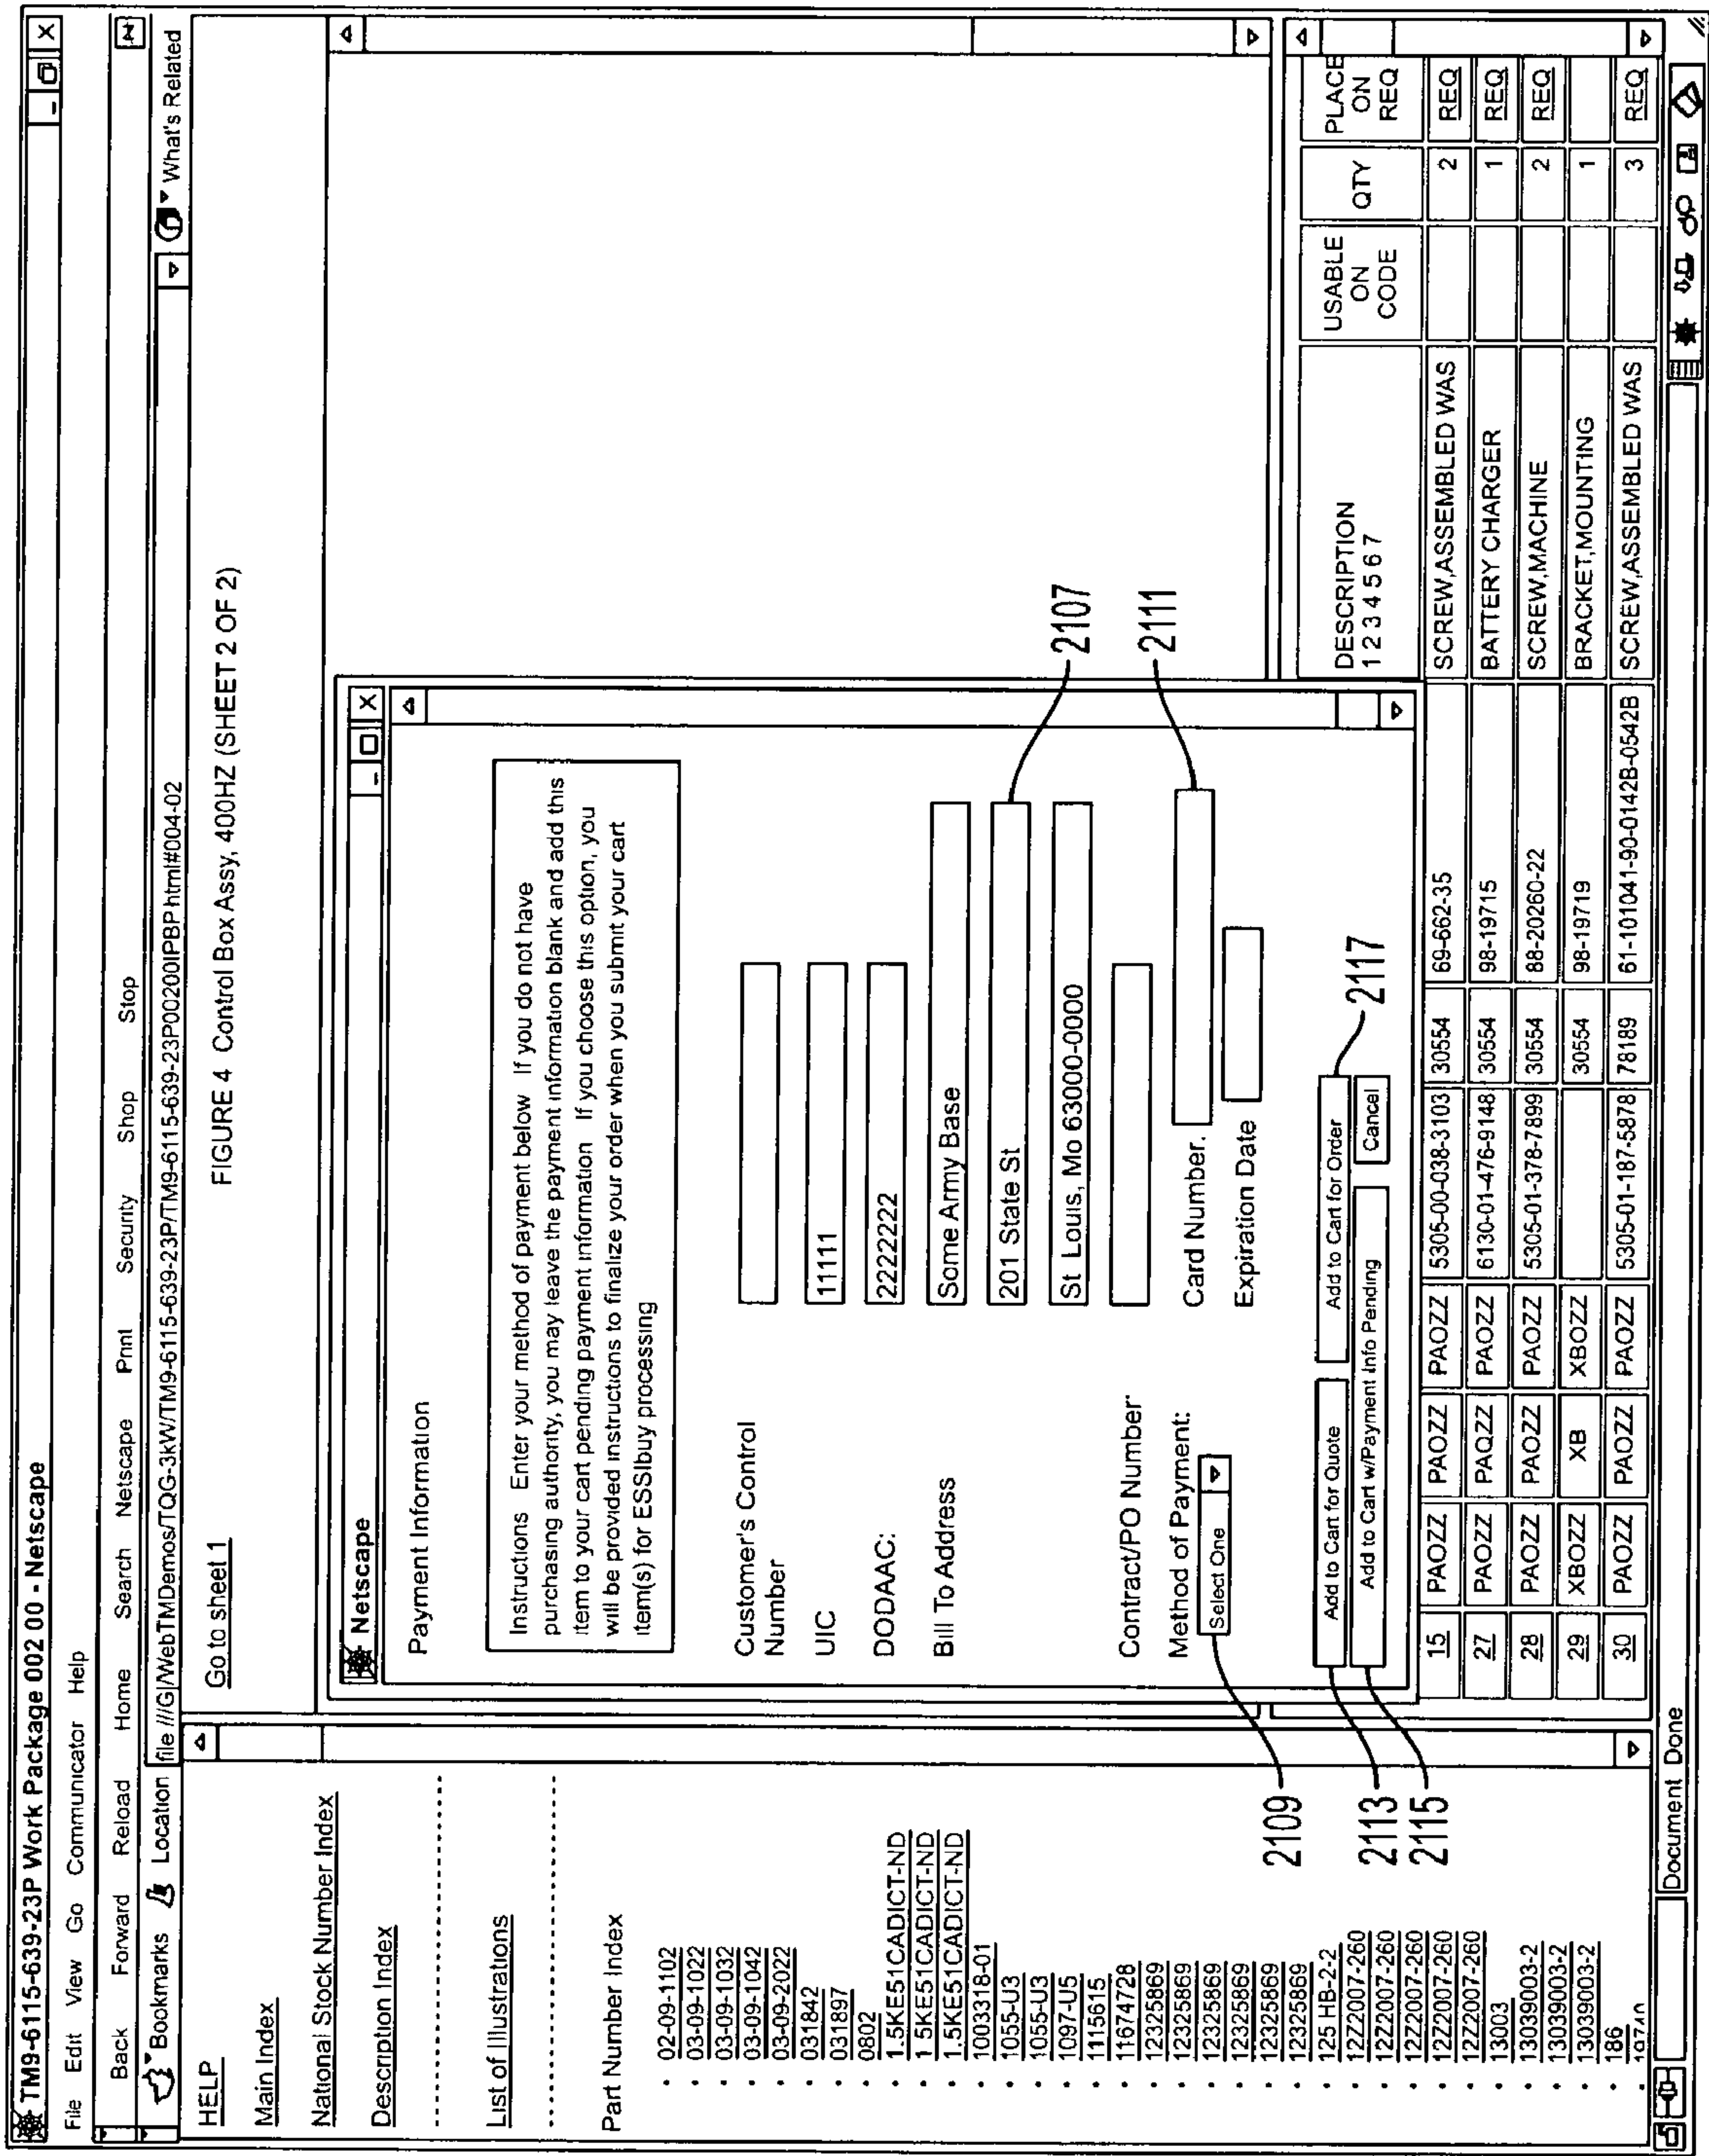 TM9-6115-639-23P Work Package 002 00 - Netscape
File Edit View Go Communicator Help
Back Forward Reload Home Search Netscape Print Security Shop Stop
Bookmarks Location file ///G|/WebTMDemos/TQG-3kW/TM9-6115-639-23P/TM9-6115-639-23P00200IPBP html#004-02 What's Related
HELP
Main Index
National Stock Number Index
Description Index
List of Illustrations
Part Number Index
02-09-1102
03-09-1022
03-09-1032
03-09-1042
03-09-2022
031842
031897
0802
1.5KE51CADICT-ND
1 5KE51CADICT-ND
1.5KE51CADICT-ND
1003318-01
1055-U3
1055-U3
1097-U5
1115615
11674728
12325869
12325869
12325869
12325869
12325869
12325869
125 HB-2-2
12Z22007-260
12Z22007-260
12Z22007-260
12Z22007-260
12Z22007-260
13003
13039003-2
13039003-2
13039003-2
186
Go to sheet 1
FIGURE 4 Control Box Assy, 400HZ (SHEET 2 OF 2)
Netscape
Payment Information
Instructions Enter your method of payment below If you do not have
purchasing authority, you may leave the payment information blank and add this
item to your cart pending payment information If you choose this option, you
will be provided instructions to finalize your order when you submit your cart
item(s) for ESSIbuy processing
Customer's Control
Number
UIC 11111
DODAAC: 2222222
Bill To Address Some Army Base
201 State St
St Louis, Mo 63000-0000
Contract/PO Number
Method of Payment: Card Number.
Select One
Expiration Date
Add to Cart for Quote Add to Cart for Order
Add to Cart w/Payment Info Pending Cancel
2107
2111
2117
2109
2113
2115
DESCRIPTION
1 2 3 4 5 6 7
USABLE
ON
CODE
QTY
PLACE
ON
REQ
15 PAOZZ PAOZZ PAOZZ 5305-00-038-3103 30554 69-662-35 SCREW,ASSEMBLED WAS 2 REQ
27 PAOZZ PAQZZ PAOZZ 6130-01-476-9148 30554 98-19715 BATTERY CHARGER 1 REQ
28 PAOZZ PAOZZ PAOZZ 5305-01-378-7899 30554 88-20260-22 SCREW,MACHINE 2 REQ
29 XBOZZ XB XBOZZ 30554 98-19719 BRACKET,MOUNTING 1
30 PAOZZ PAOZZ PAOZZ 5305-01-187-5878 78189 61-101041-90-0142B-0542B SCREW,ASSEMBLED WAS 3 REQ
Document Done